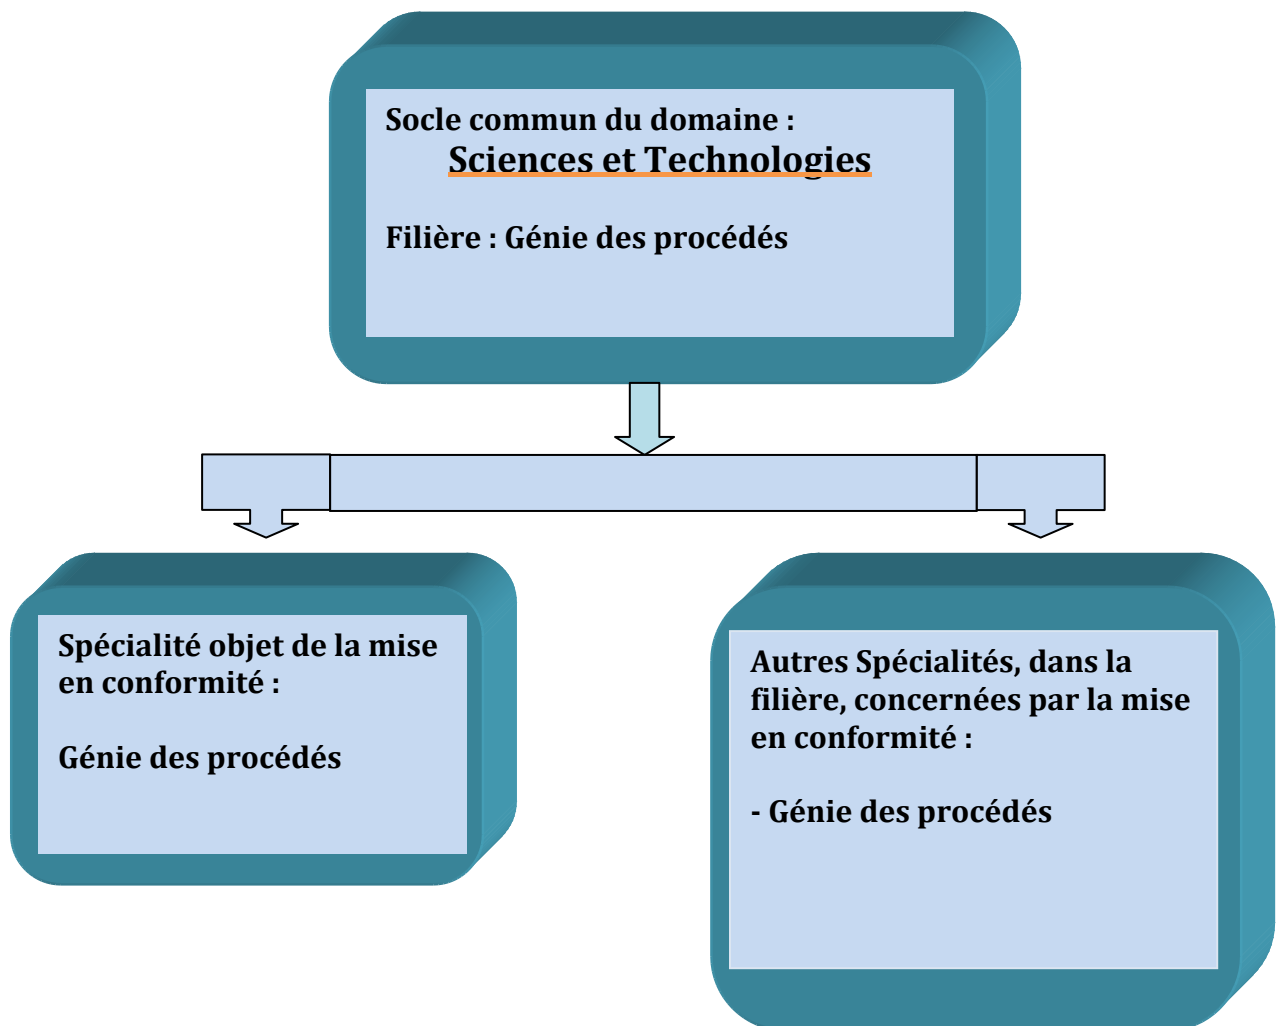 Socle commun du domaine :
Sciences et Technologies
Filière : Génie des procédés
Spécialité objet de la mise
en conformité :
Génie des procédés
Autres Spécialités, dans la
filière, concernées par la mise
en conformité :
- Génie des procédés